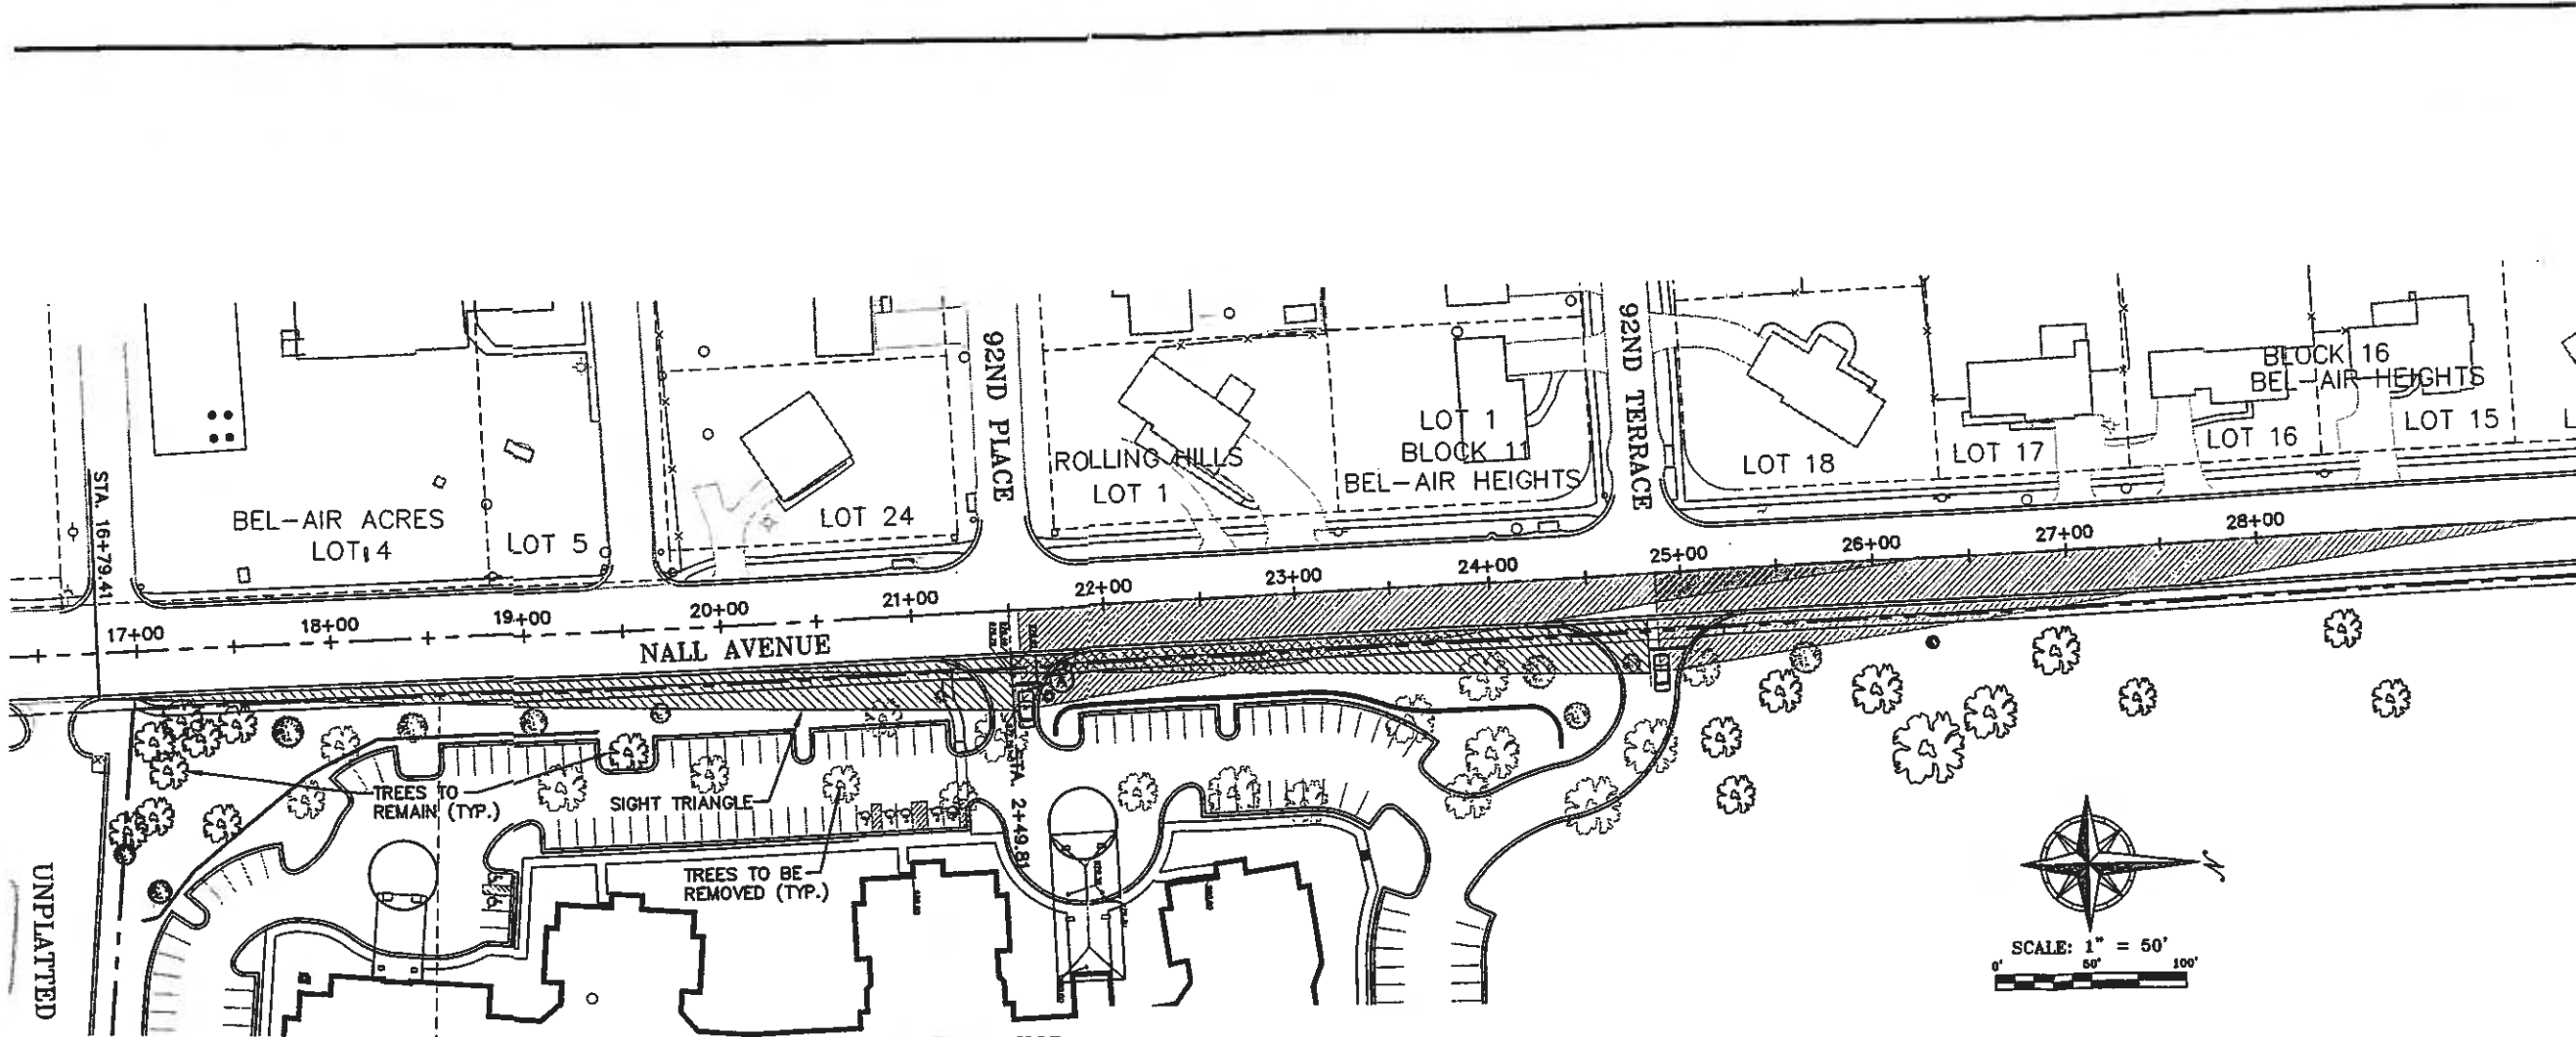 92ND PLACE
92ND TERRACE
BLOCK 16
BEL-AIR HEIGHTS
LOT 15
LOT 16
LOT 17
LOT 18
LOT 1
BLOCK 11
BEL-AIR HEIGHTS
ROLLING HILLS
LOT 1
LOT 24
LOT 5
BEL-AIR ACRES
LOT 4
STA. 16+79.41
17+00
18+00
19+00
20+00
21+00
22+00
23+00
24+00
25+00
26+00
27+00
28+00
NALL AVENUE
TREES TO
REMAIN (TYP.)
SIGHT TRIANGLE
STA. 2+49.81
TREES TO BE
REMOVED (TYP.)
UNPLATTED
N
SCALE: 1" = 50'
0' 50' 100'